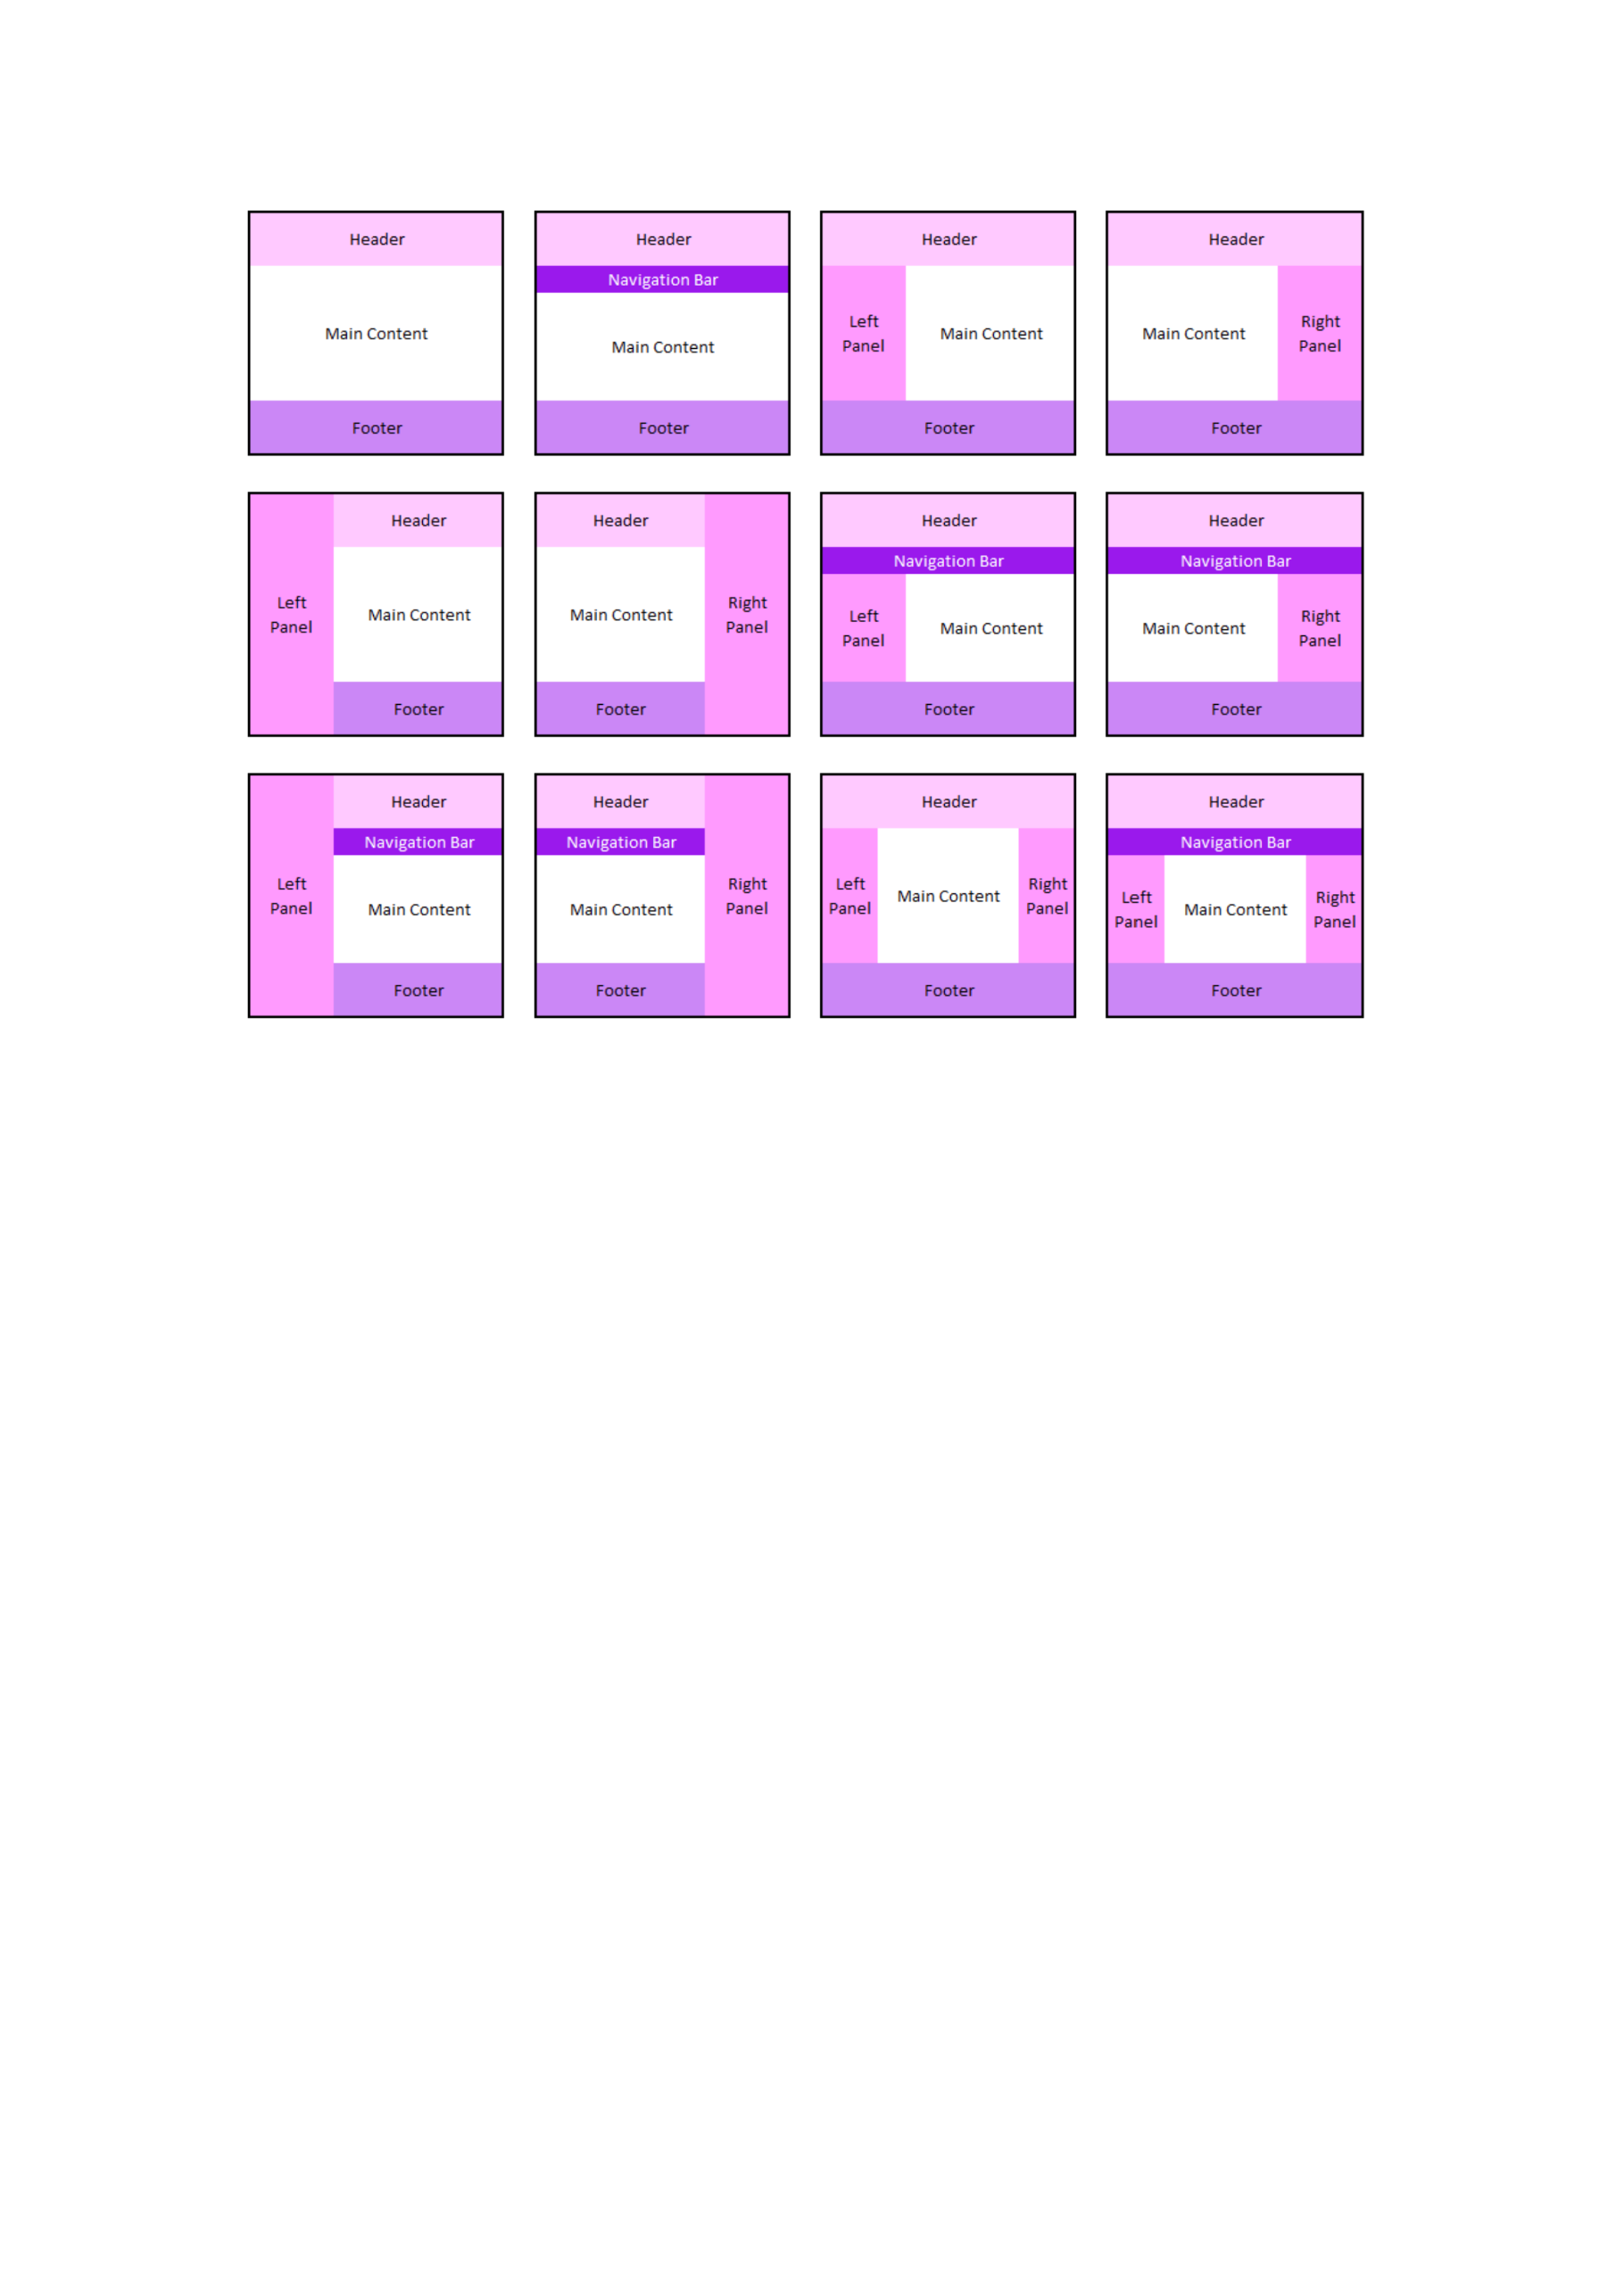 Header
Main Content
Footer
Header
Navigation Bar
Main Content
Footer
Header
Left
Panel
Main Content
Footer
Header
Main Content
Right
Panel
Footer
Left
Panel
Header
Main Content
Footer
Header
Main Content
Footer
Right
Panel
Header
Navigation Bar
Left
Panel
Main Content
Footer
Header
Navigation Bar
Main Content
Right
Panel
Footer
Left
Panel
Header
Navigation Bar
Main Content
Footer
Header
Navigation Bar
Main Content
Footer
Right
Panel
Header
Left
Panel
Main Content
Right
Panel
Footer
Header
Navigation Bar
Left
Panel
Main Content
Right
Panel
Footer